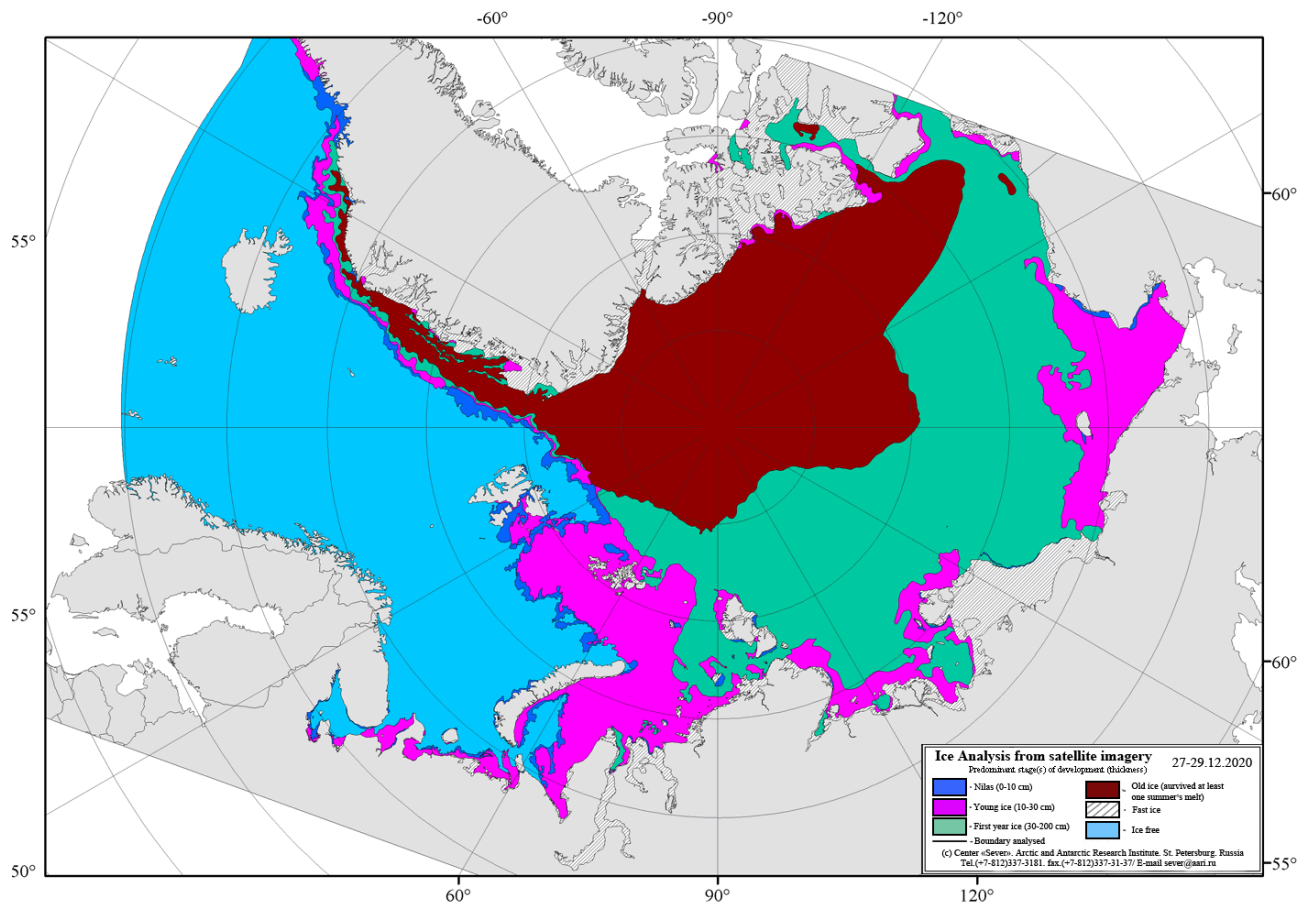 -60°
-90°
-120°
60°
55°
55°
60°
50°
55°
60°
90°
120°
Ice Analysis from satellite imagery
27-29.12.2020
Predominant stage(s) of development (thickness)
- Nilas (0-10 cm)
- Young ice (10-30 cm)
- First year ice (30-200 cm)
- Boundary analysed
- Old ice (survived at least
one summer's melt)
- Fast ice
- Ice free
(c) Center «Sever». Arctic and Antarctic Research Institute. St. Petersburg. Russia
Tel.(+7-812)337-3181. fax.(+7-812)337-31-37/ E-mail sever@aari.ru